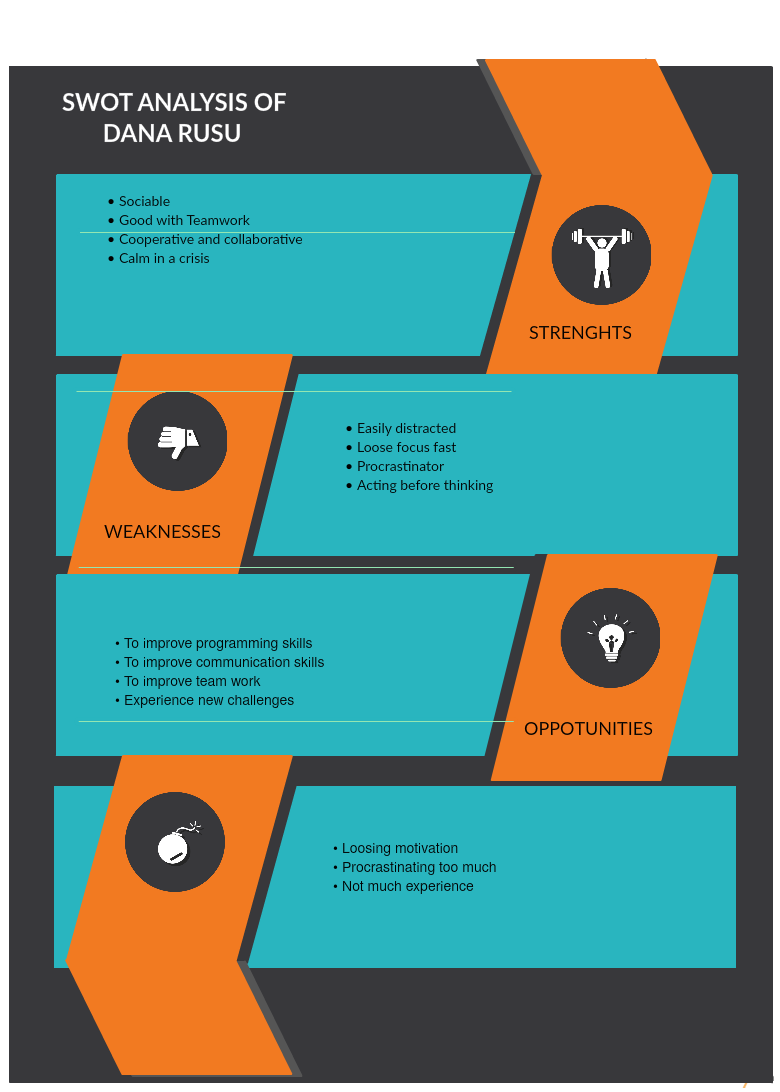 SWOT ANALYSIS OF
DANA RUSU
• Sociable
• Good with Teamwork
• Cooperative and collaborative
• Calm in a crisis
STRENGHTS
• Easily distracted
• Loose focus fast
• Procrastinator
• Acting before thinking
WEAKNESSES
• To improve programming skills
• To improve communication skills
• To improve team work
• Experience new challenges
OPPOTUNITIES
• Loosing motivation
• Procrastinating too much
• Not much experience